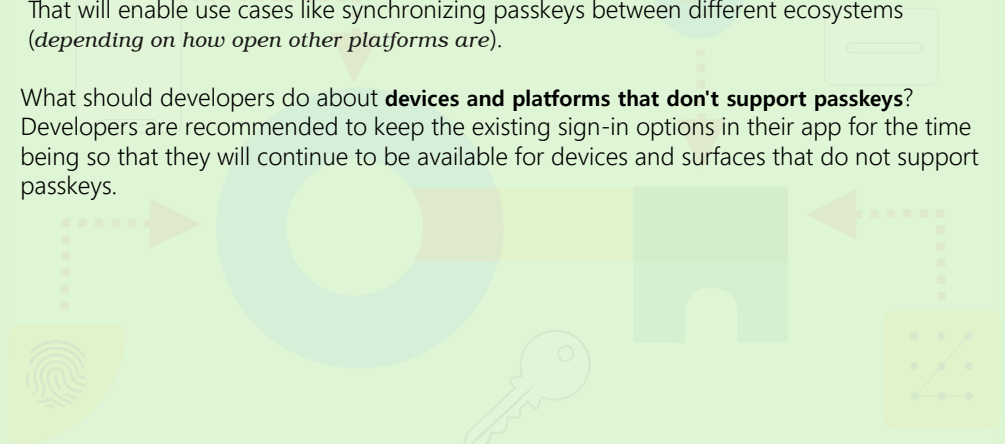 That will enable use cases like synchronizing passkeys between different ecosystems
(depending on how open other platforms are).
What should developers do about devices and platforms that don't support passkeys?
Developers are recommended to keep the existing sign-in options in their app for the time
being so that they will continue to be available for devices and surfaces that do not support
passkeys.